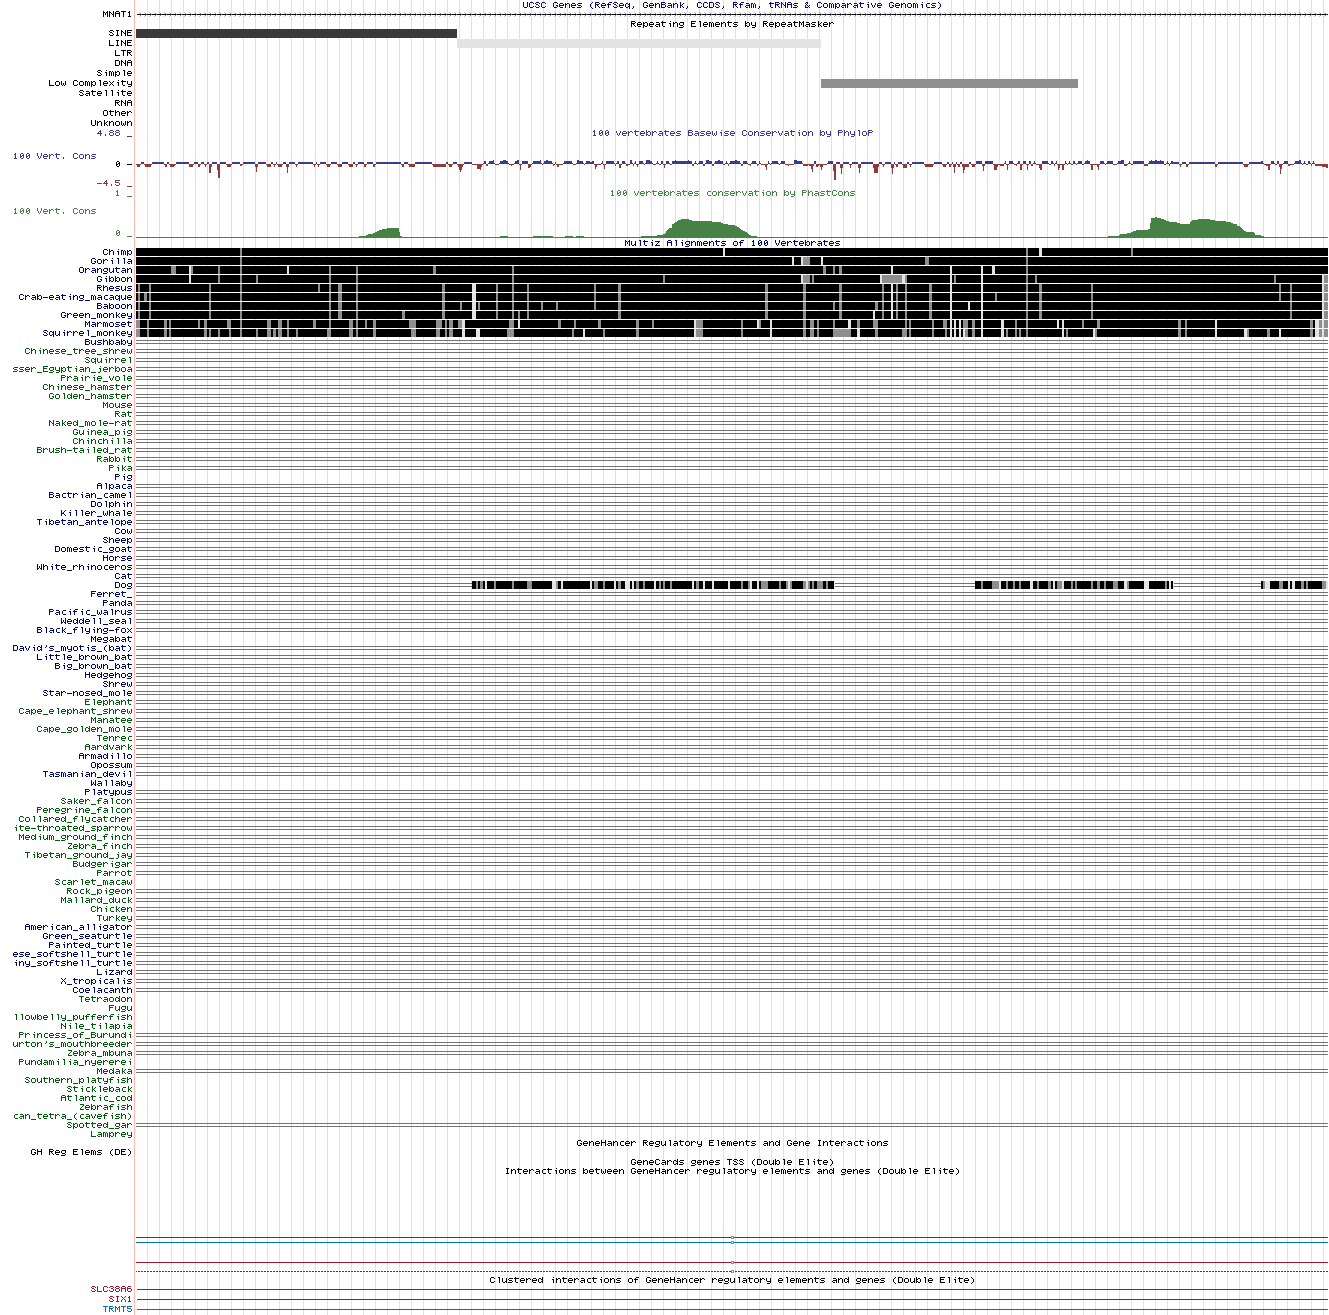 UCSC Genes (RefSeq, GenBank, CCDS, Rfam, tRNAs & Comparative Genomics)
MNAT1
Repeating Elements by RepeatMasker
SINE
LINE
LTR
DNA
Simple
Low Complexity
Satellite
RNA
Other
Unknown
4.88 _
100 vertebrates Basewise Conservation by PhyloP
100 Vert. Cons
0 _
-4.5 _
100 vertebrates conservation by PhastCons
1 _
100 Vert. Cons
0 _
Multiz Alignments of 100 Vertebrates
Chimp
Gorilla
Orangutan
Gibbon
Rhesus
Crab-eating_macaque
Baboon
Green_monkey
Marmoset
Squirrel_monkey
Bushbaby
Chinese_tree_shrew
Squirrel
sser_Egyptian_jerboa
Prairie_vole
Chinese_hamster
Golden_hamster
Mouse
Rat
Naked_mole-rat
Guinea_pig
Chinchilla
Brush-tailed_rat
Rabbit
Pika
Pig
Alpaca
Bactrian_camel
Dolphin
Killer_whale
Tibetan_antelope
Cow
Sheep
Domestic_goat
Horse
White_rhinoceros
Cat
Dog
Ferret_
Panda
Pacific_walrus
Weddell_seal
Black_flying-fox
Megabat
David's_myotis_(bat)
Little_brown_bat
Big_brown_bat
Hedgehog
Shrew
Star-nosed_mole
Elephant
Cape_elephant_shrew
Manatee
Cape_golden_mole
Tenrec
Aardvark
Armadillo
Opossum
Tasmanian_devil
Wallaby
Platypus
Saker_falcon
Peregrine_falcon
Collared_flycatcher
ite-throated_sparrow
Medium_ground_finch
Zebra_finch
Tibetan_ground_jay
Budgerigar
Parrot
Scarlet_macaw
Rock_pigeon
Mallard_duck
Chicken
Turkey
American_alligator
Green_seaturtle
Painted_turtle
ese_softshell_turtle
iny_softshell_turtle
Lizard
X_tropicalis
Coelacanth
Tetraodon
Fugu
llowbelly_pufferfish
Nile_tilapia
Princess_of_Burundi
urton's_mouthbreeder
Zebra_mbuna
Pundamilia_nyererei
Medaka
Southern_platyfish
Stickleback
Atlantic_cod
Zebrafish
can_tetra_(cavefish)
Spotted_gar
Lamprey
GeneHancer Regulatory Elements and Gene Interactions
GH Reg Elems (DE)
GeneCards genes TSS (Double Elite)
Interactions between GeneHancer regulatory elements and genes (Double Elite)
Clustered interactions of GeneHancer regulatory elements and genes (Double Elite)
SLC38A6
SIX1
TRMT5